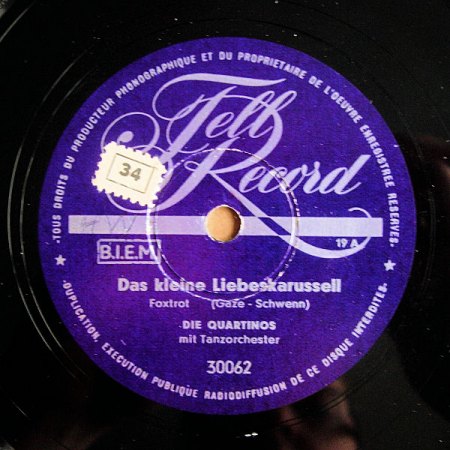 TOUS DROITS DU PRODUCTEUR PHONOGRAPHIQUE ET DU PROPRIETAIRE DE L'OEUVRE ENREGISTREE RESERVES
Tell
Record
34
19 A
B.I.E.M
Das kleine Liebeskarussell
Foxtrot (Gaze - Schwenn)
DIE QUARTINOS
mit Tanzorchester
30062
DUPLICATION, EXECUTION PUBLIQUE RADIODIFFUSION DE CE DISQUE INTERDITES